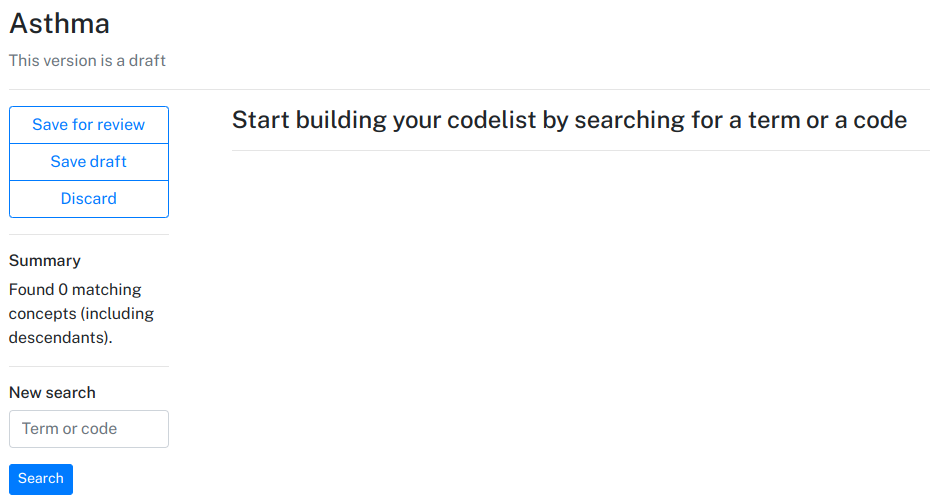 Asthma
This version is a draft
Save for review
Save draft
Discard
Summary
Found 0 matching
concepts (including
descendants).
New search
Term or code
Search
Start building your codelist by searching for a term or a code